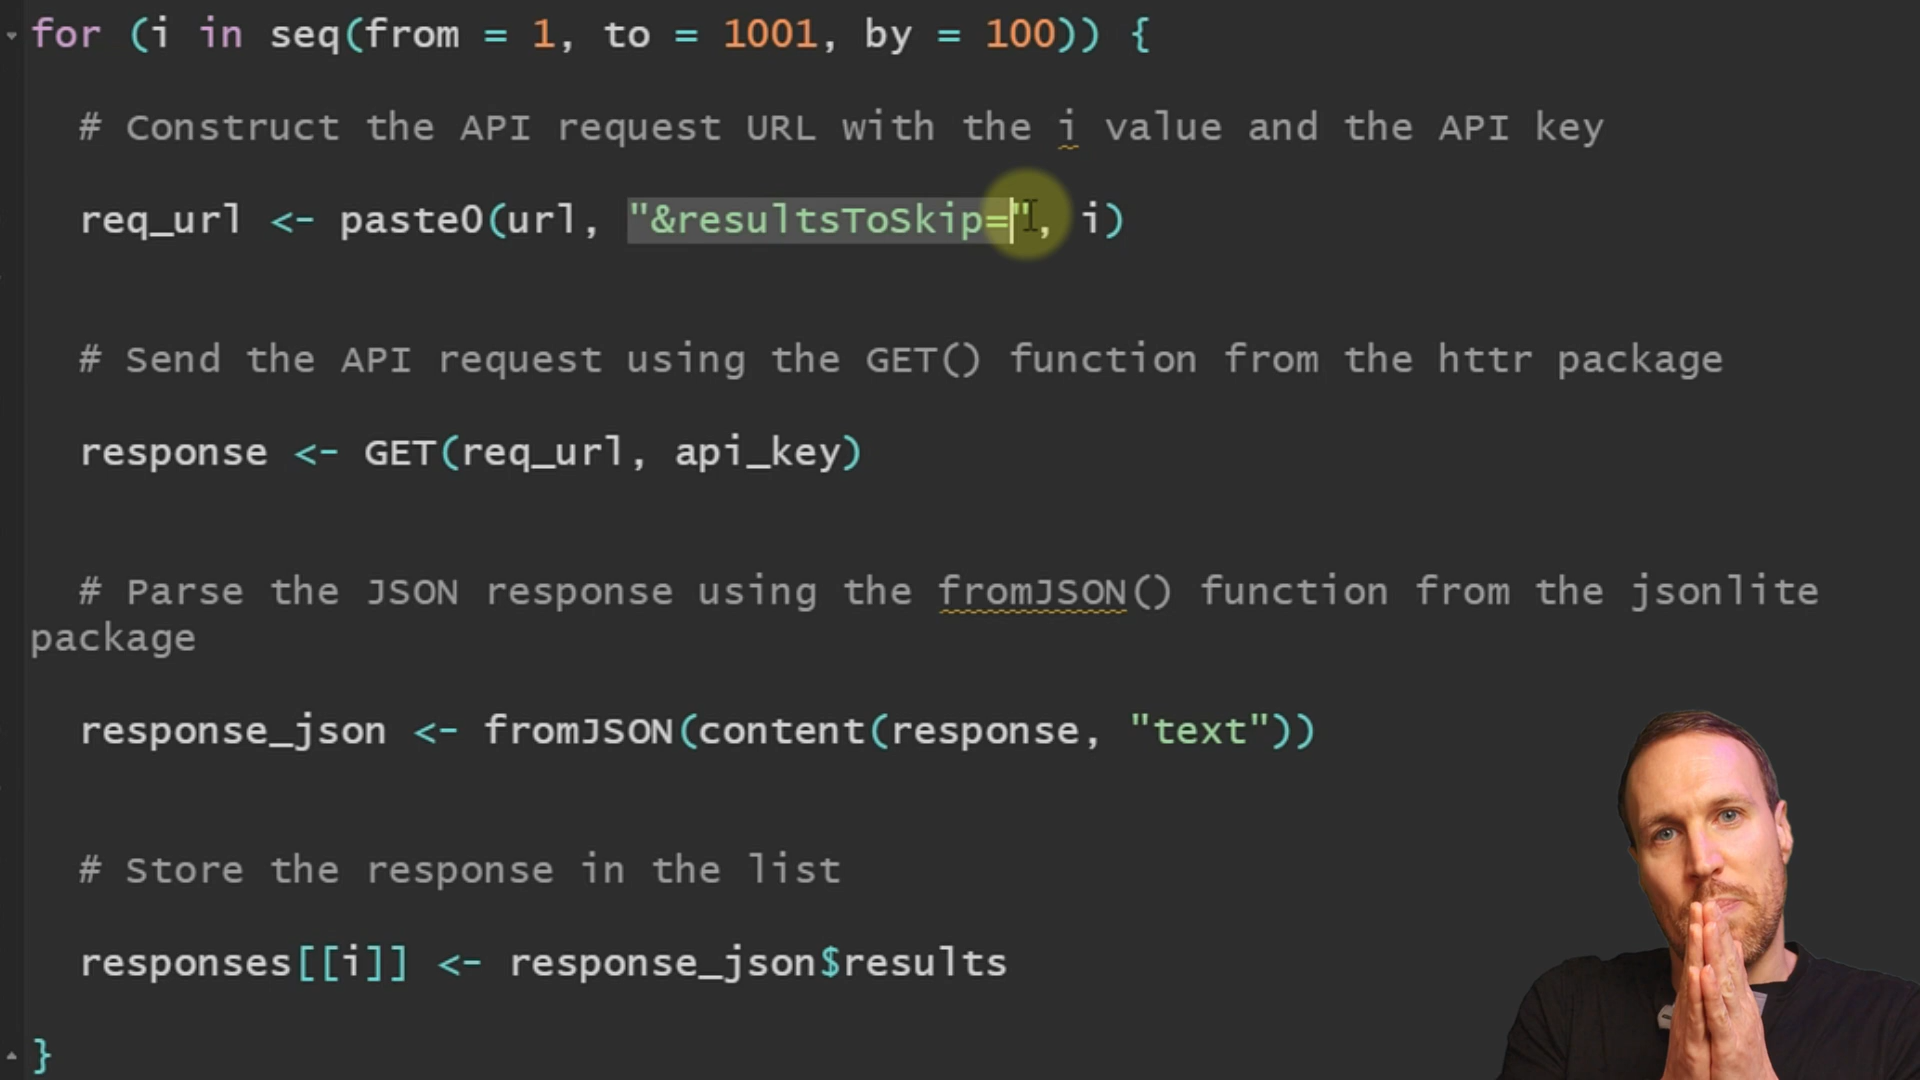 for (i in seq(from = 1, to = 1001, by = 100)) {
# Construct the API request URL with the i value and the API key
req_url <- paste0(url, "&resultsToSkip=", i)
# Send the API request using the GET() function from the httr package
response <- GET(req_url, api_key)
# Parse the JSON response using the fromJSON() function from the jsonlite
package
response_json <- fromJSON(content(response, "text"))
# Store the response in the list
responses[[i]] <- response_json$results
}